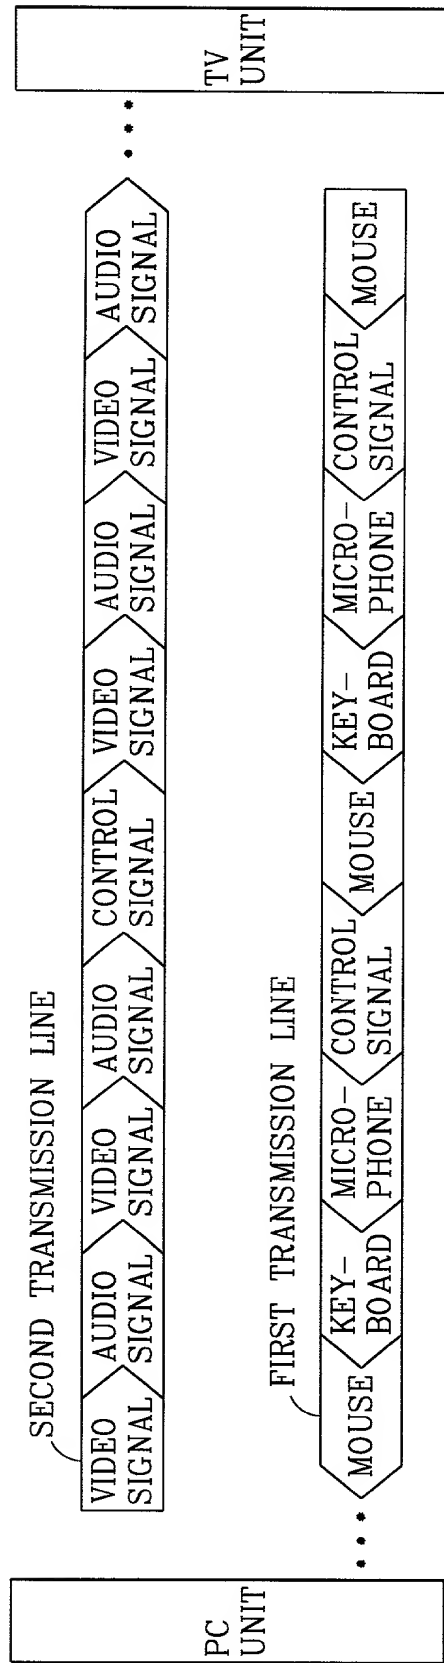 PC
UNIT
SECOND TRANSMISSION LINE
VIDEO
SIGNAL
AUDIO
SIGNAL
VIDEO
SIGNAL
AUDIO
SIGNAL
CONTROL
SIGNAL
VIDEO
SIGNAL
AUDIO
SIGNAL
VIDEO
SIGNAL
AUDIO
SIGNAL
FIRST TRANSMISSION LINE
MOUSE
KEY-
BOARD
MICRO-
PHONE
CONTROL
SIGNAL
MOUSE
KEY-
BOARD
MICRO-
PHONE
CONTROL
SIGNAL
MOUSE
TV
UNIT